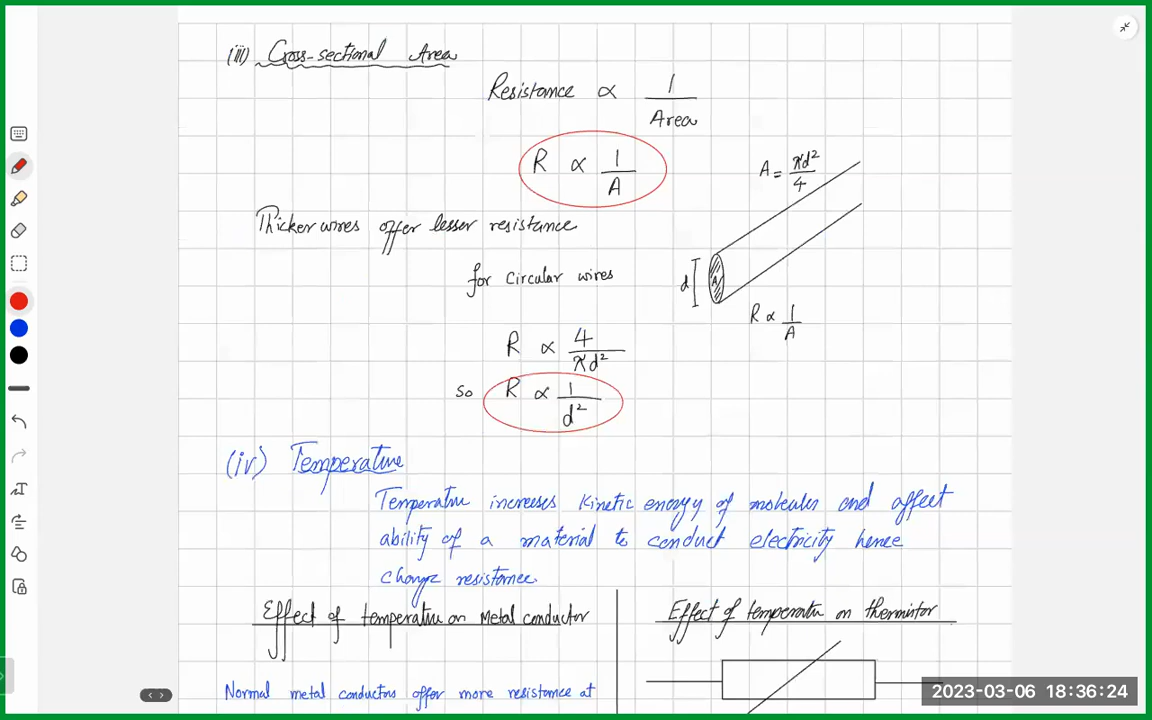 (iii) Cross-sectional Area
Resistance ∝ 1/Area
R ∝ 1/A
A = πd²/4
Thicker wires offer lesser resistance
for circular wires
d
A
R ∝ 1/A
R ∝ 4/πd²
so R ∝ 1/d²
(iv) Temperature
Temperature increases kinetic energy of molecules and affect
ability of a material to conduct electricity hence
change resistance.
Effect of temperature on metal conductor
Effect of temperature on thermistor
Normal metal conductors offer more resistance at
2023-03-06 18:36:24